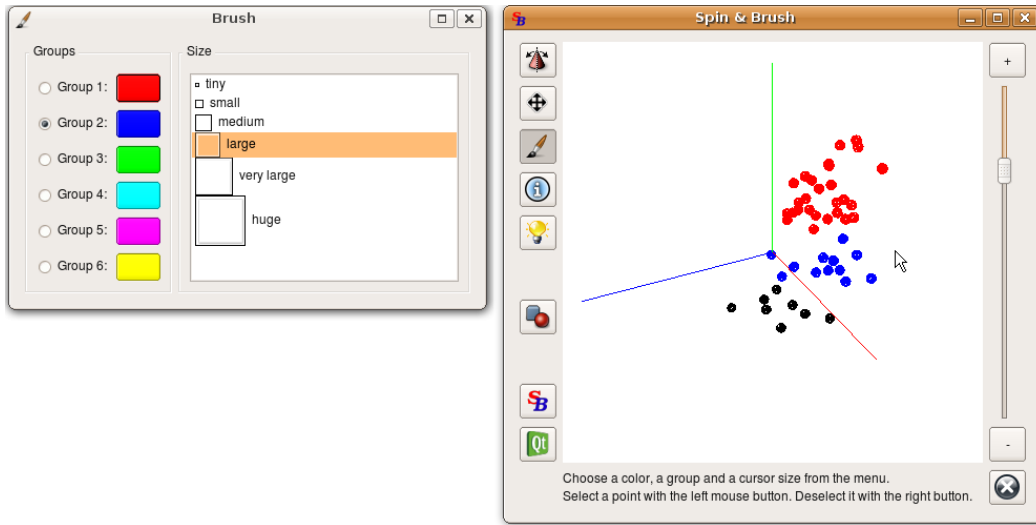 Brush
Groups
Group 1:
Group 2:
Group 3:
Group 4:
Group 5:
Group 6:
Size
tiny
small
medium
large
very large
huge
SB
Spin & Brush
SB
Qt
+
-
Choose a color, a group and a cursor size from the menu.
Select a point with the left mouse button. Deselect it with the right button.